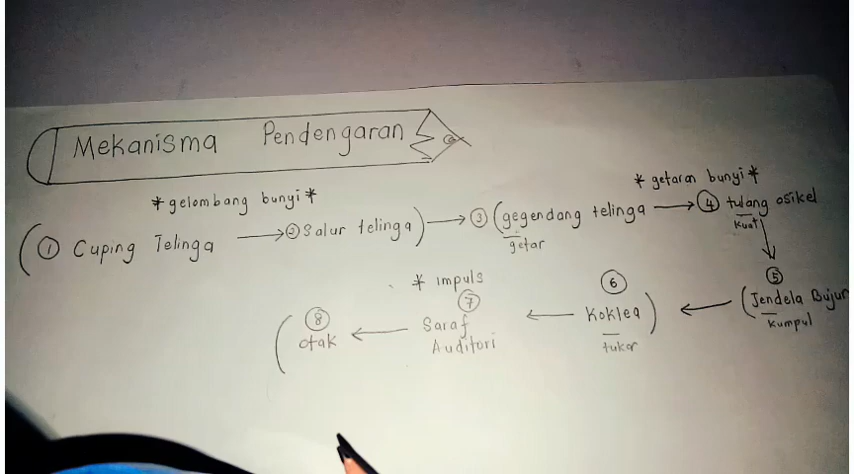 Mekanisma Pendengaran
* gelombang bunyi *
* getaran bunyi *
( ① Cuping Telinga → ② Salur telinga ) → ③ ( gegendang telinga → ④ tulang osikel
getar
kuat
⑤
( Jendela Bujur
kumpul
⑥
← Koklea )
tukar
* impuls
⑦
← Saraf
Auditori
⑧
( otak